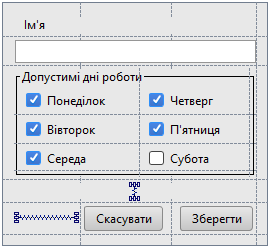 Ім'я
Допустимі дні роботи
Понеділок Четверг
Вівторок П'ятниця
Середа Субота
Скасувати Зберегти